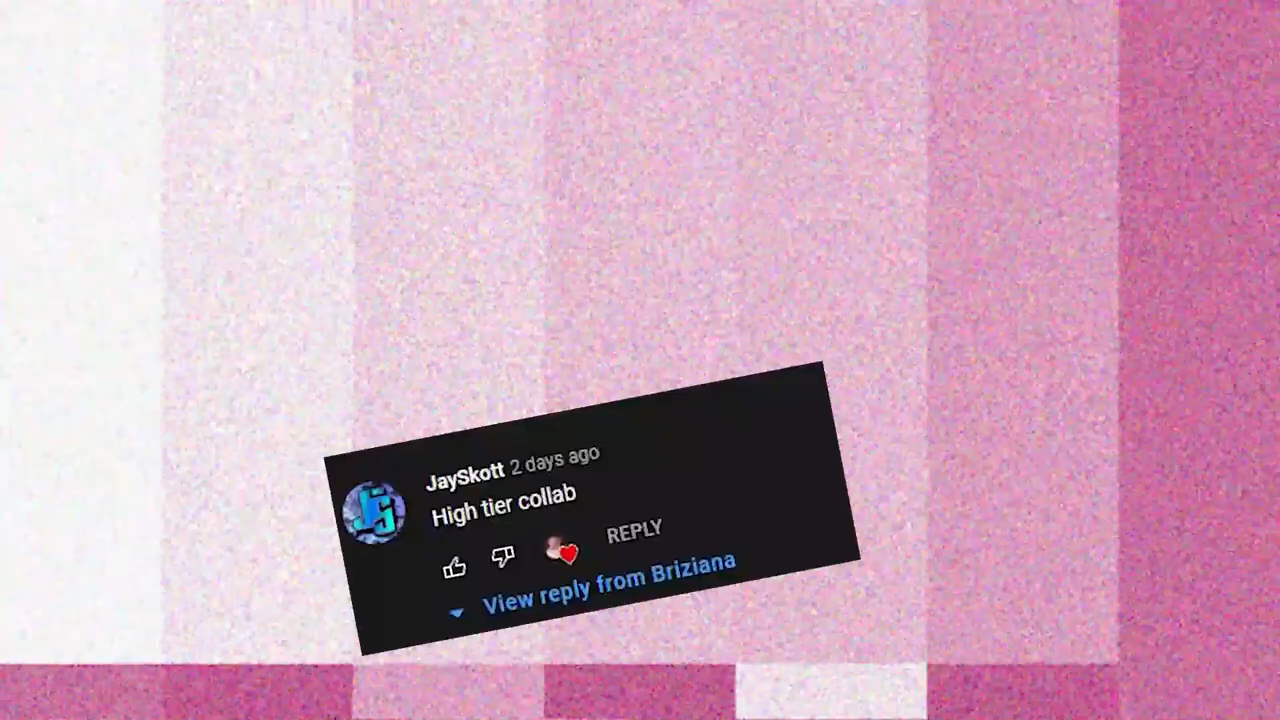 JaySkott 2 days ago
High tier collab
REPLY
View reply from Briziana